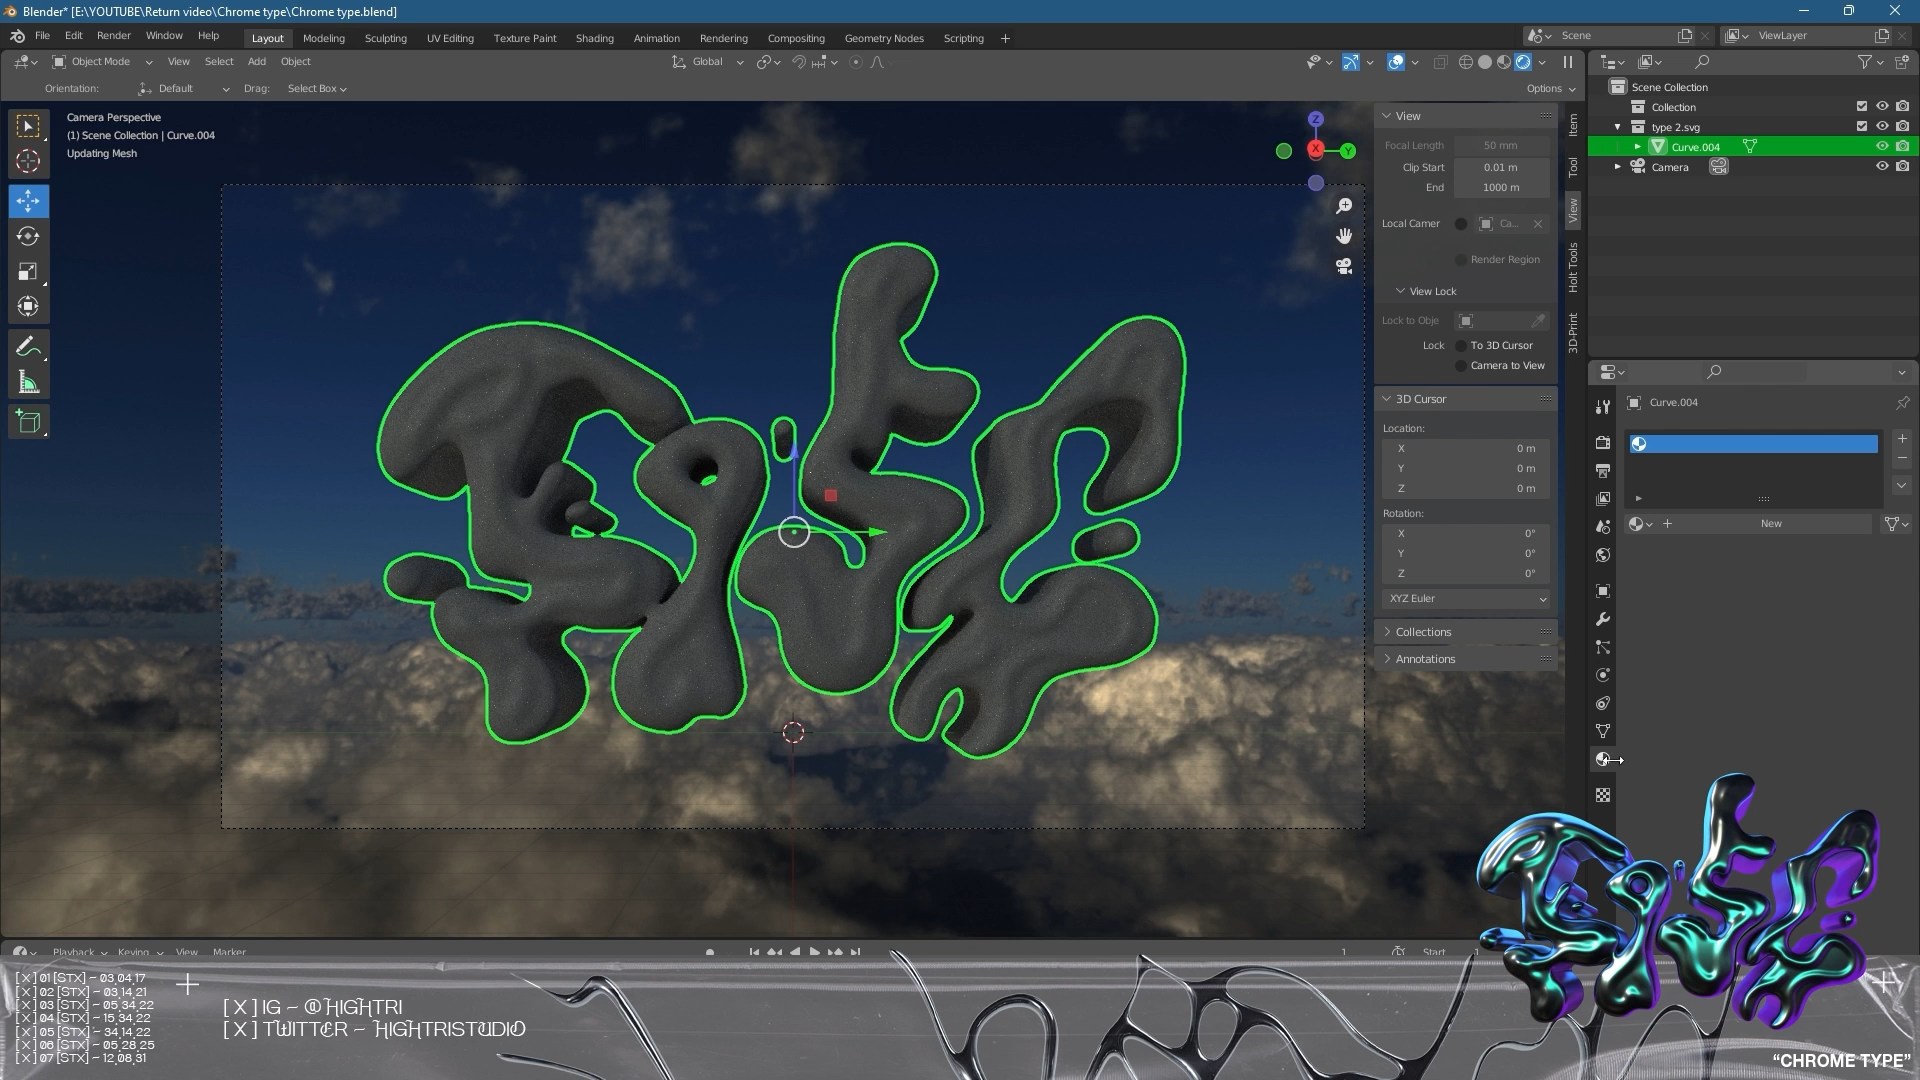 Blender* [E:\YOUTUBE\Return video\Chrome type\Chrome type.blend]
File Edit Render Window Help
Layout Modeling Sculpting UV Editing Texture Paint Shading Animation Rendering Compositing Geometry Nodes Scripting +
Scene
ViewLayer
Object Mode View Select Add Object
Global
Orientation: Default Drag: Select Box
Options
Camera Perspective
(1) Scene Collection | Curve.004
Updating Mesh
Z
X
Y
View
Focal Length 50 mm
Clip Start 0.01 m
End 1000 m
Local Camer Ca...
Render Region
View Lock
Lock to Obje
Lock To 3D Cursor
Camera to View
3D Cursor
Location:
X 0 m
Y 0 m
Z 0 m
Rotation:
X 0°
Y 0°
Z 0°
XYZ Euler
Collections
Annotations
Item
Tool
View
Holt Tools
3D-Print
Scene Collection
Collection
type 2.svg
Curve.004
Camera
Curve.004
New
Playback Keying View Marker
1 Start
[X] 01 [STX] – 03.04.17
[X] 02 [STX] – 03.14.21
[X] 03 [STX] – 05.34.22
[X] 04 [STX] – 15.34.22
[X] 05 [STX] – 34.14.22
[X] 06 [STX] – 05.28.25
[X] 07 [STX] – 12.08.31
[X] IG – @HIGHTRI
[X] TWITTER – HIGHTRISTUDIO
“CHROME TYPE”